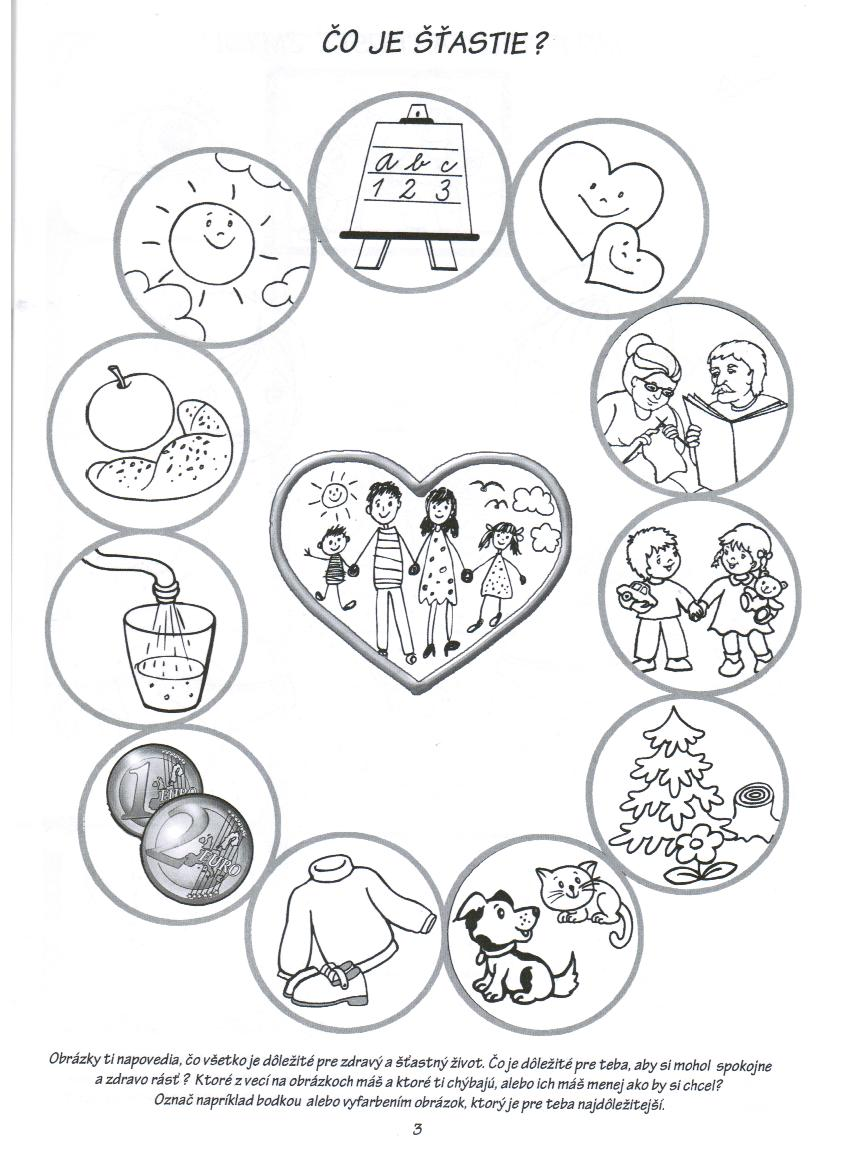 ČO JE ŠŤASTIE?
a b c
1 2 3
1 EURO
2 EURO
Obrázky ti napovedia, čo všetko je dôležité pre zdravý a šťastný život. Čo je dôležité pre teba, aby si mohol spokojne
a zdravo rásť? Ktoré z vecí na obrázkoch máš a ktoré ti chýbajú, alebo ich máš menej ako by si chcel?
Označ napríklad bodkou alebo vyfarbením obrázok, ktorý je pre teba najdôležitejší.
3